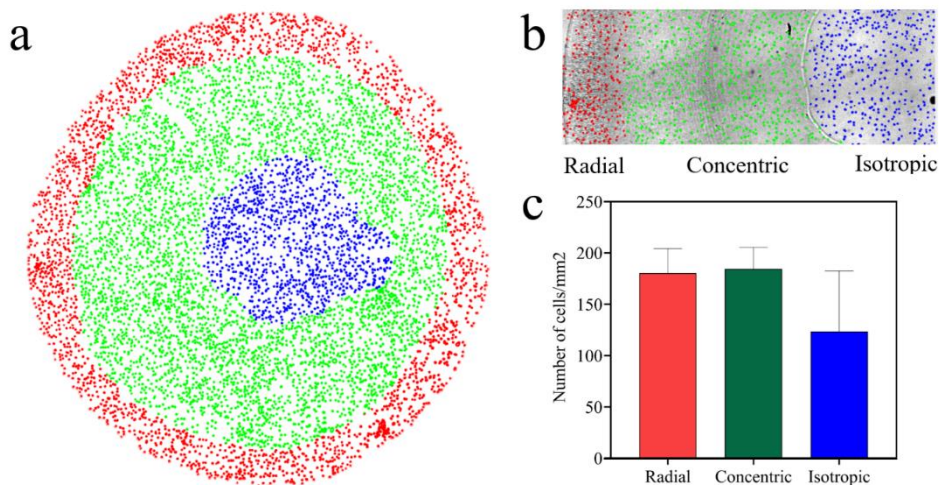 a
b
Radial Concentric Isotropic
c
Number of cells/mm2
250
200
150
100
50
0
Radial Concentric Isotropic